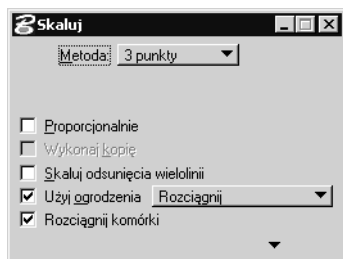 Skaluj
Metoda: 3 punkty
Proporcjonalnie
Wykonaj kopię
Skaluj odsunięcia wielolinii
Użyj ogrodzenia Rozciągnij
Rozciągnij komórki